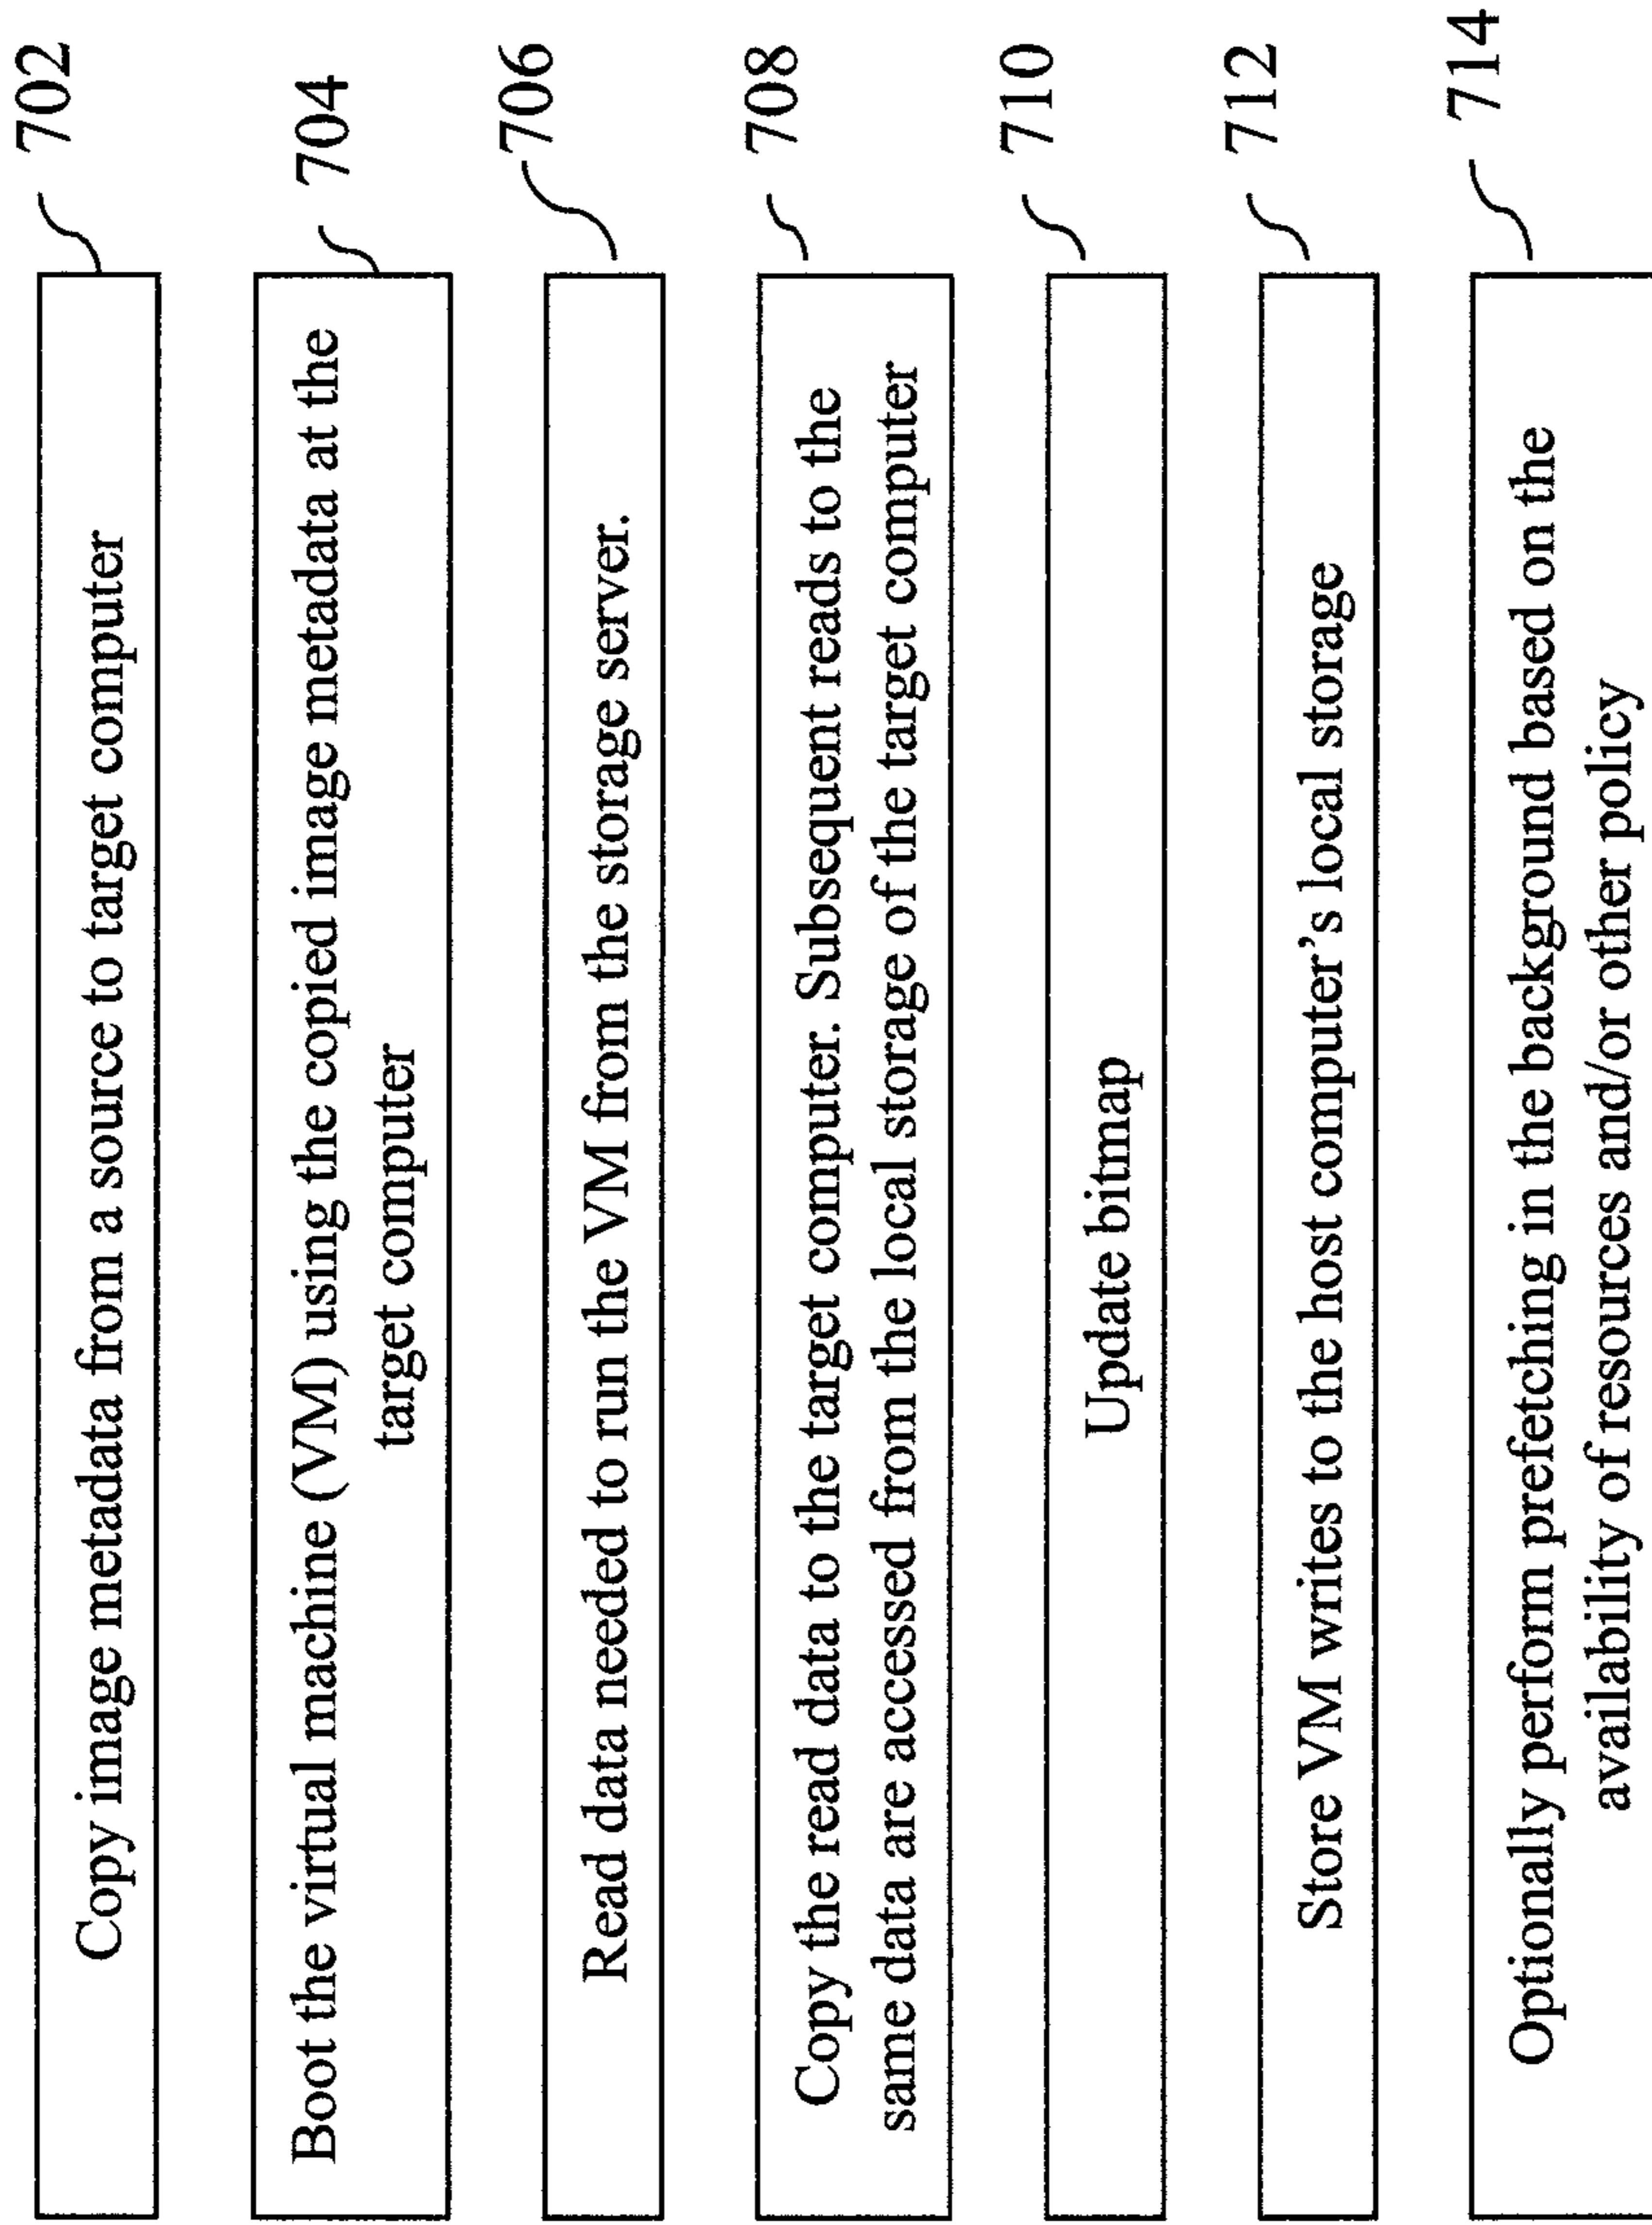 Copy image metadata from a source to target computer
702
Boot the virtual machine (VM) using the copied image metadata at the
target computer
704
Read data needed to run the VM from the storage server.
706
Copy the read data to the target computer. Subsequent reads to the
same data are accessed from the local storage of the target computer
708
Update bitmap
710
Store VM writes to the host computer's local storage
712
Optionally perform prefetching in the background based on the
availability of resources and/or other policy
714